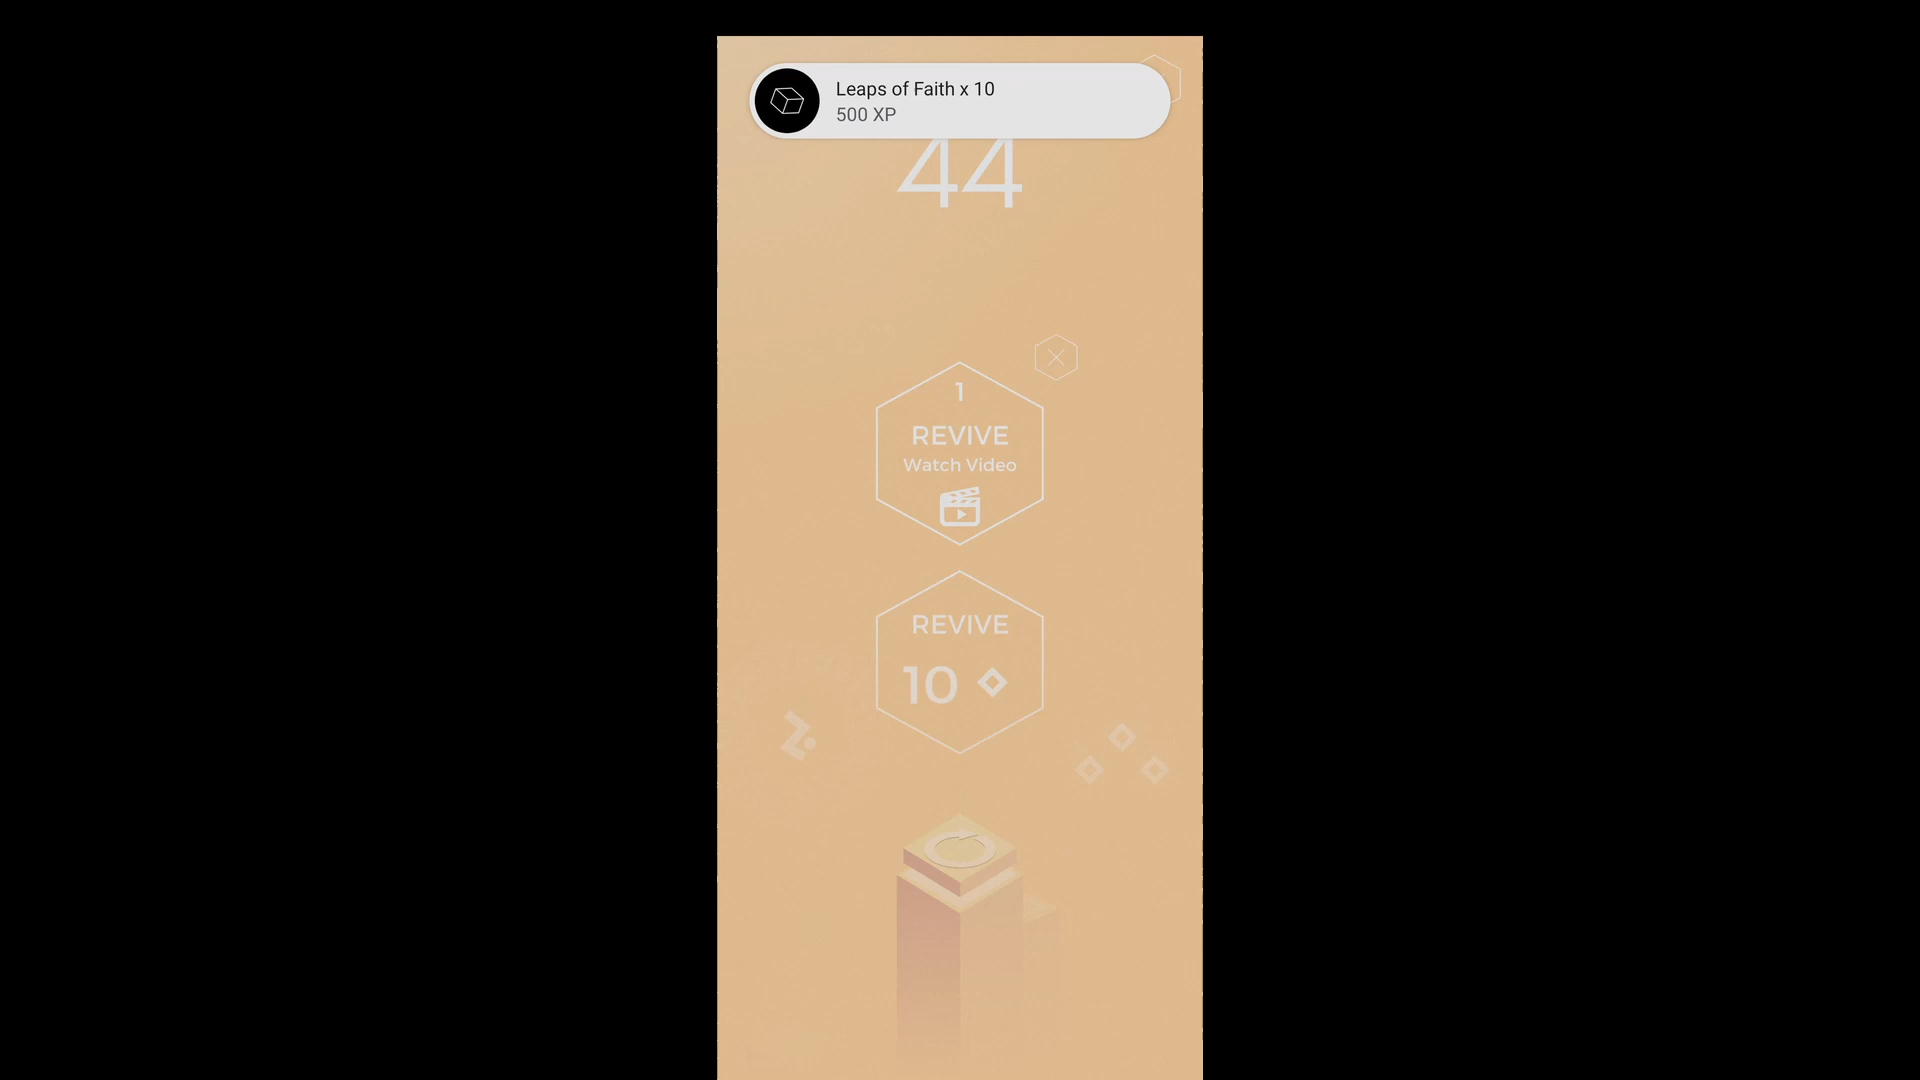 Leaps of Faith x 10
500 XP
44
1
REVIVE
Watch Video
REVIVE
10